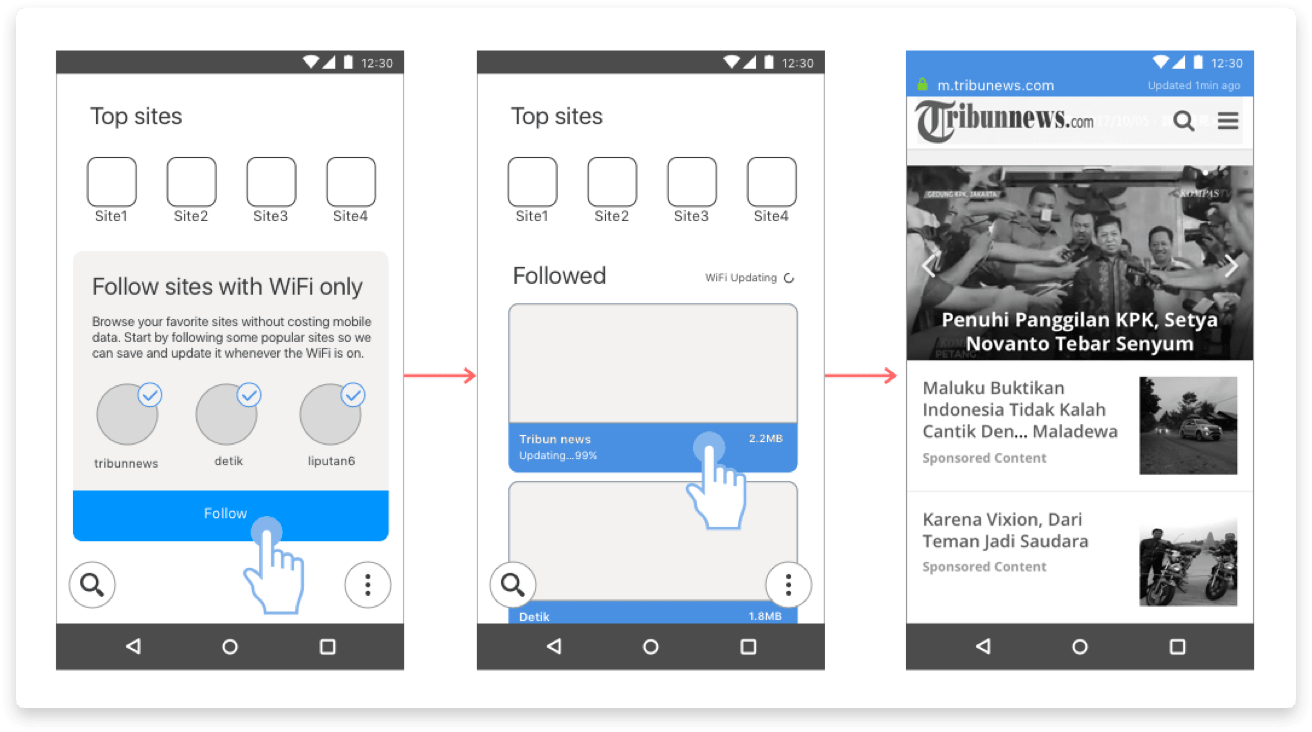 12:30
Top sites
Site1 Site2 Site3 Site4
Follow sites with WiFi only
Browse your favorite sites without costing mobile
data. Start by following some popular sites so we
can save and update it whenever the WiFi is on.
tribunnews detik liputan6
Follow
12:30
Top sites
Site1 Site2 Site3 Site4
Followed WiFi Updating
Tribun news 2.2MB
Updating...99%
Detik 1.8MB
12:30
m.tribunews.com Updated 1min ago
Tribunnews.com
GEDUNG KPK, JAKARTA KOMPAS
Penuhi Panggilan KPK, Setya
Novanto Tebar Senyum
PETANG
Maluku Buktikan
Indonesia Tidak Kalah
Cantik Den... Maladewa
Sponsored Content
Karena Vixion, Dari
Teman Jadi Saudara
Sponsored Content